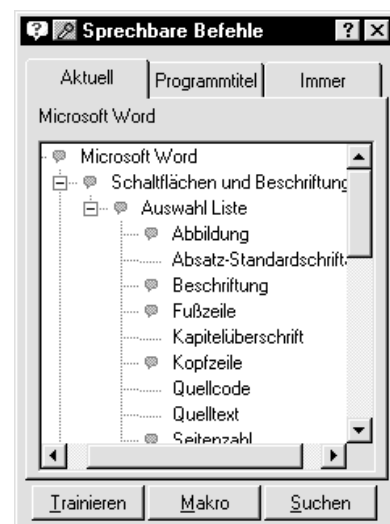 Sprechbare Befehle
Aktuell Programmtitel Immer
Microsoft Word
Microsoft Word
Schaltflächen und Beschriftung
Auswahl Liste
Abbildung
Absatz-Standardschrift
Beschriftung
Fußzeile
Kapitelüberschrift
Kopfzeile
Quellcode
Quelltext
Seitenzahl
Trainieren Makro Suchen